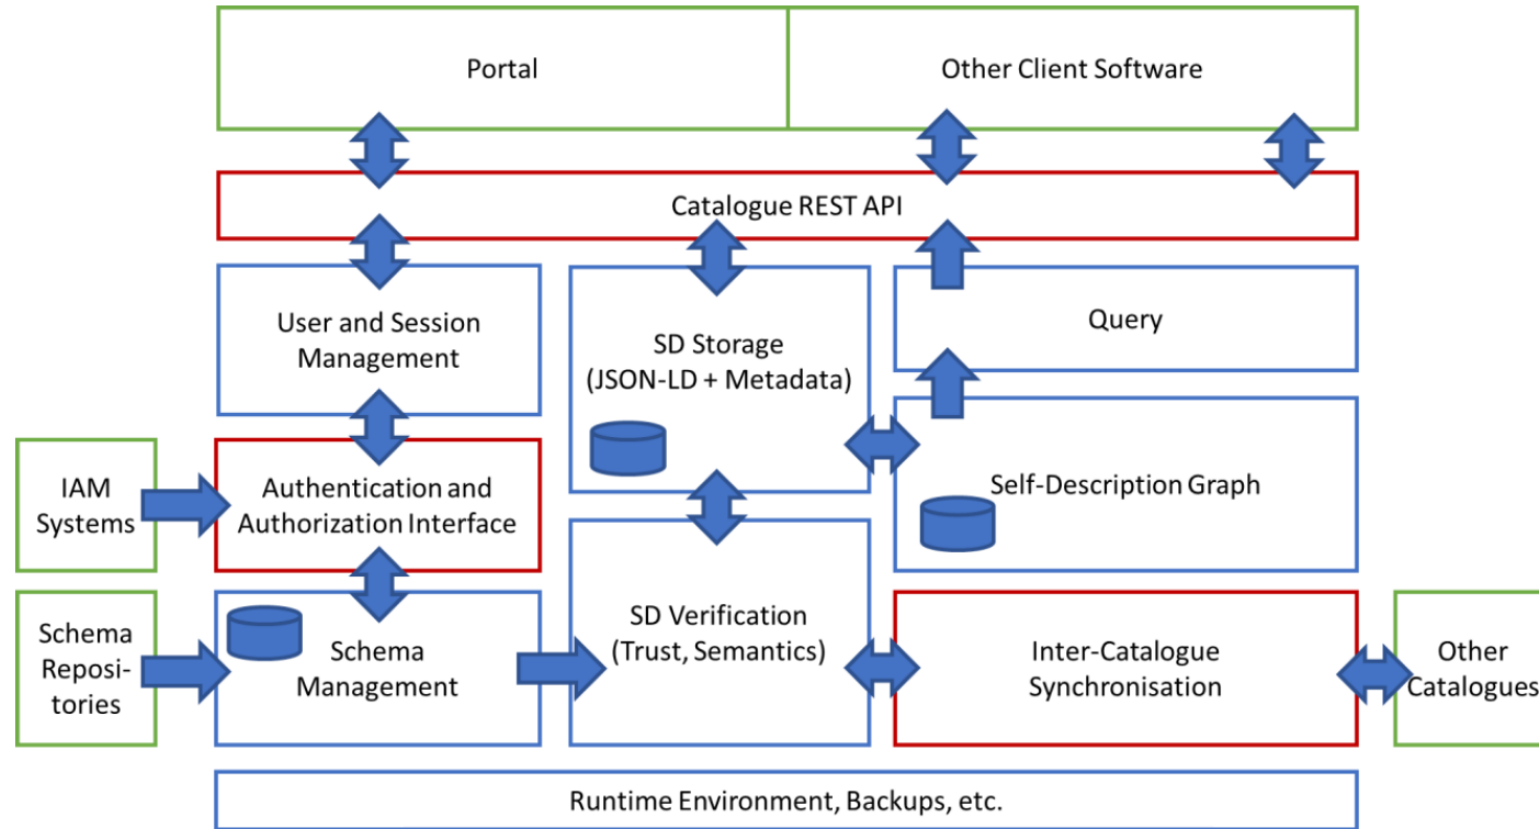 Portal
Other Client Software
Catalogue REST API
User and Session
Management
SD Storage
(JSON-LD + Metadata)
Query
IAM
Systems
Authentication and
Authorization Interface
Self-Description Graph
Schema
Reposi-
tories
Schema
Management
SD Verification
(Trust, Semantics)
Inter-Catalogue
Synchronisation
Other
Catalogues
Runtime Environment, Backups, etc.